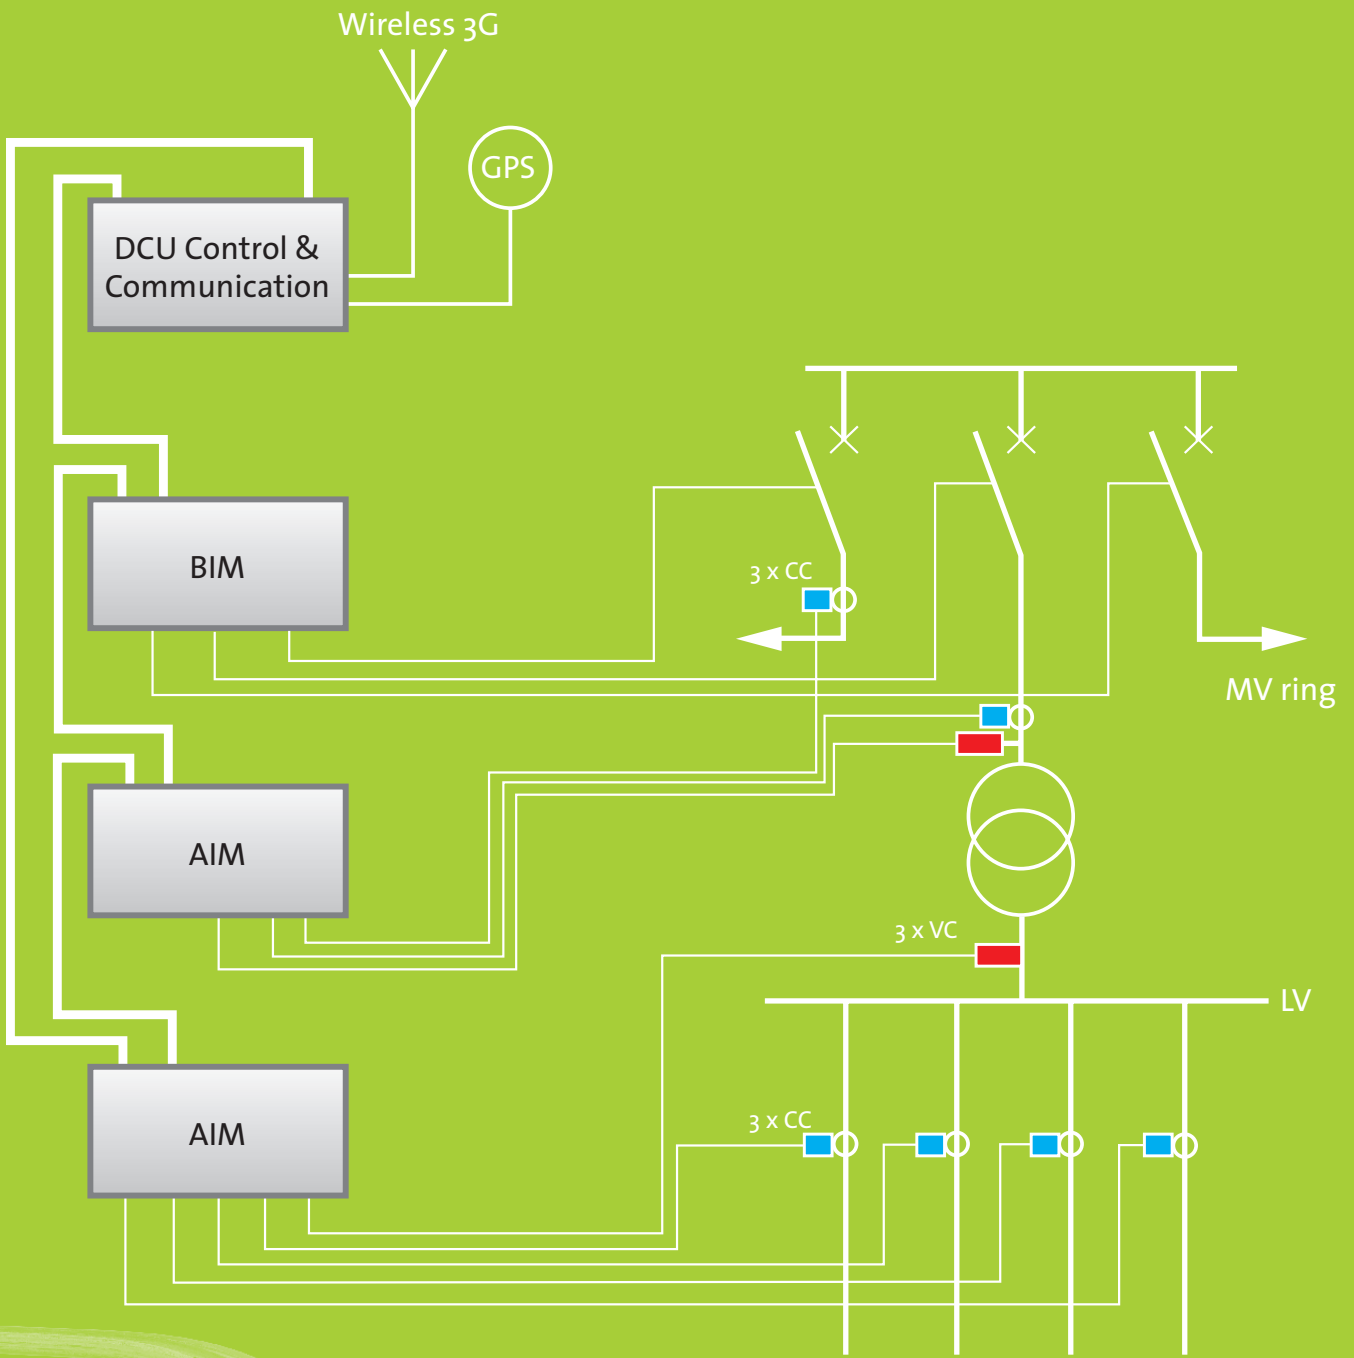 Wireless 3G
GPS
DCU Control &
Communication
BIM
3 x CC
MV ring
AIM
3 x VC
LV
3 x CC
AIM